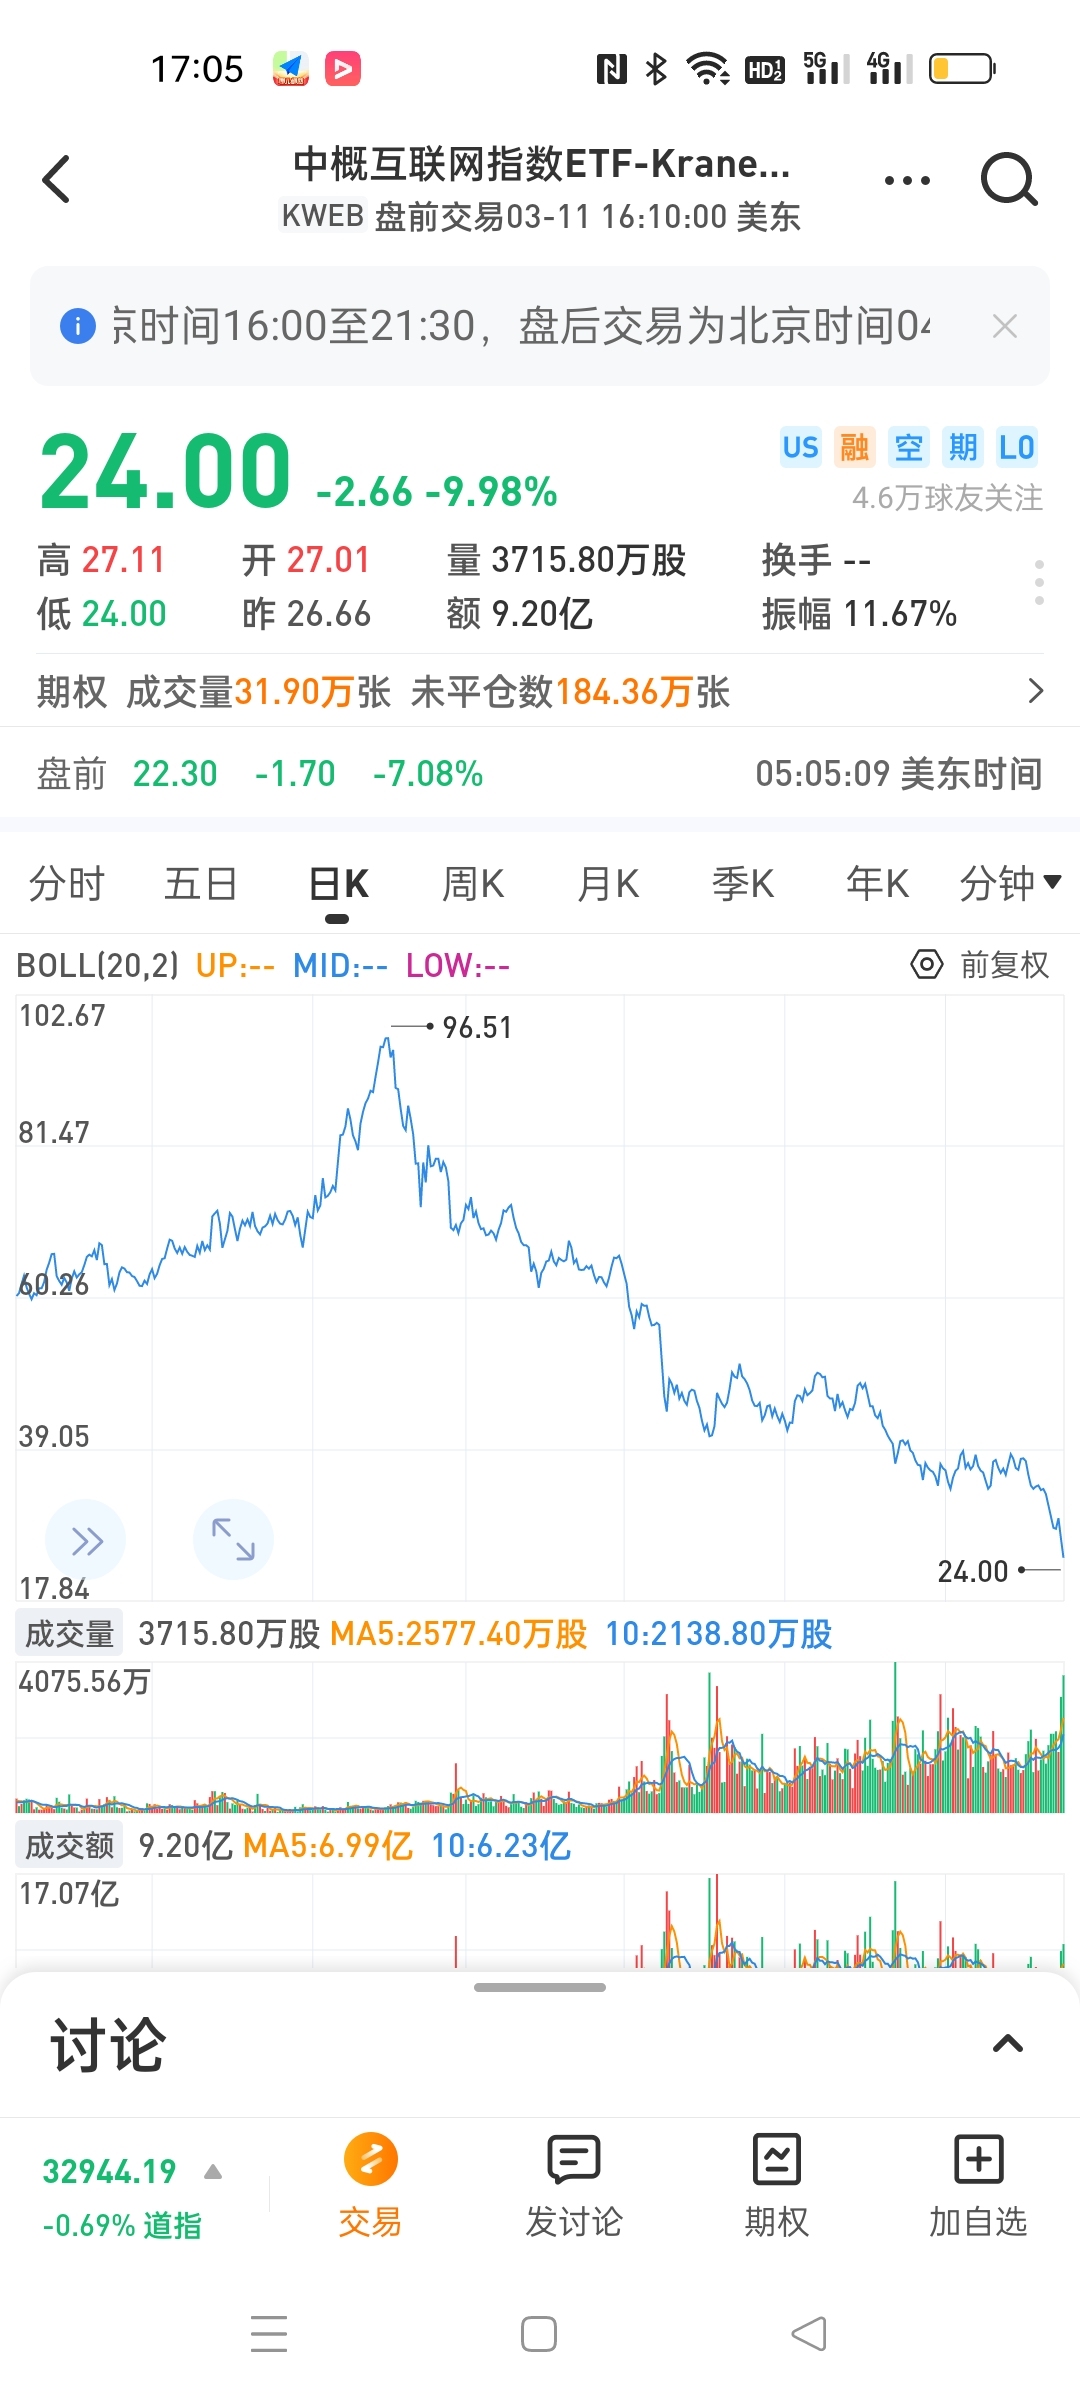 17:05 HD 1 2 5G 4G
中概互联网指数ETF-Krane...
KWEB 盘前交易03-11 16:10:00 美东
京时间16:00至21:30，盘后交易为北京时间04
24.00 -2.66 -9.98%
US 融 空 期 LO
4.6万球友关注
高 27.11 开 27.01 量 3715.80万股 换手 --
低 24.00 昨 26.66 额 9.20亿 振幅 11.67%
期权 成交量31.90万张 未平仓数184.36万张
盘前 22.30 -1.70 -7.08% 05:05:09 美东时间
分时 五日 日K 周K 月K 季K 年K 分钟
BOLL(20,2) UP:-- MID:-- LOW:-- 前复权
102.67
96.51
81.47
60.26
39.05
24.00
17.84
成交量 3715.80万股 MA5:2577.40万股 10:2138.80万股
4075.56万
成交额 9.20亿 MA5:6.99亿 10:6.23亿
17.07亿
讨论
32944.19
-0.69% 道指
交易 发讨论 期权 加自选